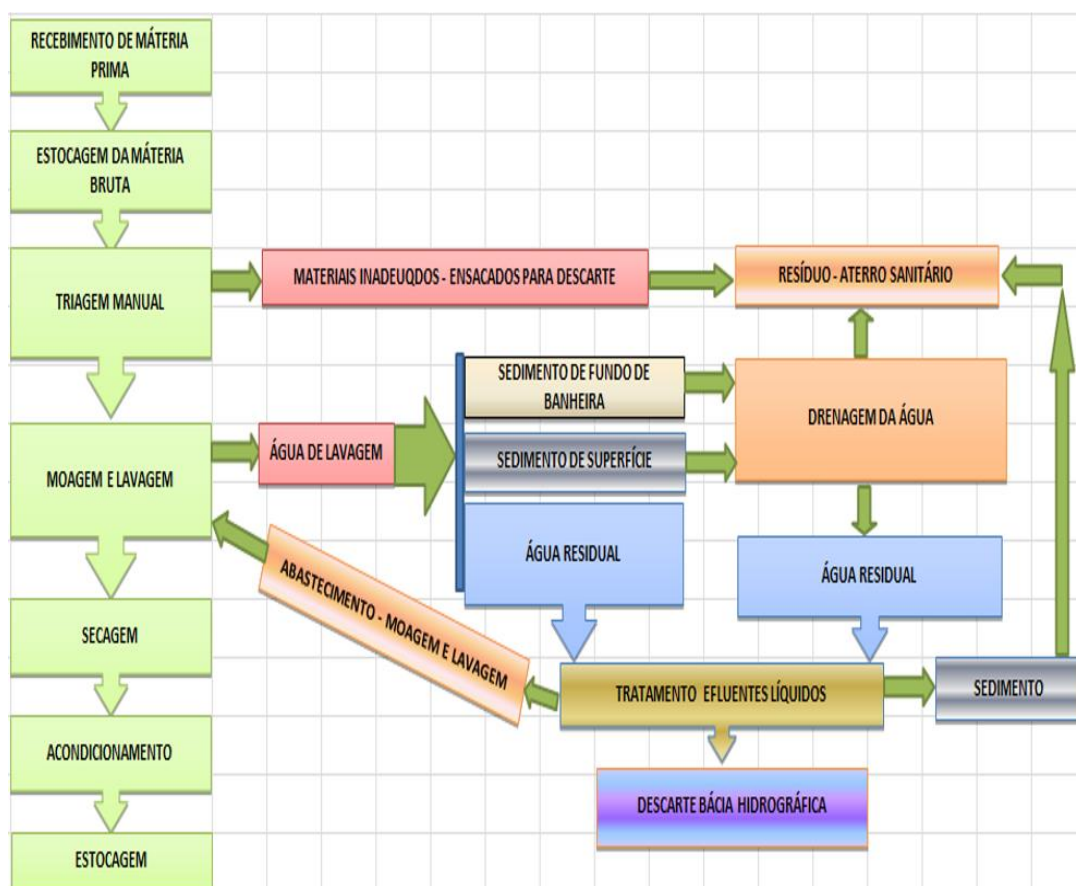 RECEBIMENTO DE MÁTERIA
PRIMA
ESTOCAGEM DA MÁTERIA
BRUTA
TRIAGEM MANUAL
MATERIAIS INADEUQDOS - ENSACADOS PARA DESCARTE
RESÍDUO - ATERRO SANITÁRIO
SEDIMENTO DE FUNDO DE
BANHEIRA
DRENAGEM DA ÁGUA
MOAGEM E LAVAGEM
ÁGUA DE LAVAGEM
SEDIMENTO DE SUPERFÍCIE
ÁGUA RESIDUAL
ÁGUA RESIDUAL
ABASTECIMENTO - MOAGEM E LAVAGEM
SECAGEM
TRATAMENTO EFLUENTES LÍQUIDOS
SEDIMENTO
ACONDICIONAMENTO
DESCARTE BÁCIA HIDROGRÁFICA
ESTOCAGEM